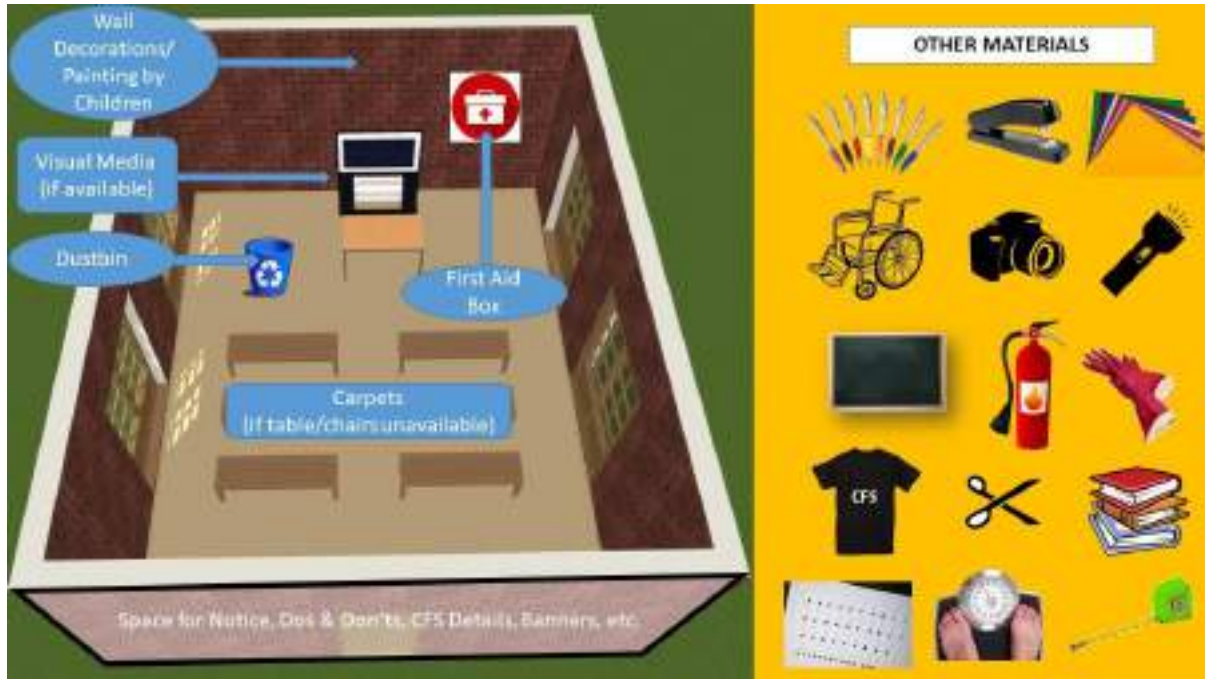 Wall
Decorations/
Painting by
Children
Visual Media
(if available)
Dustbin
First Aid
Box
Carpets
(if table/chairs unavailable)
Space for Notice, Dos & Don'ts, CFS Details, Banners, etc.
OTHER MATERIALS
CFS